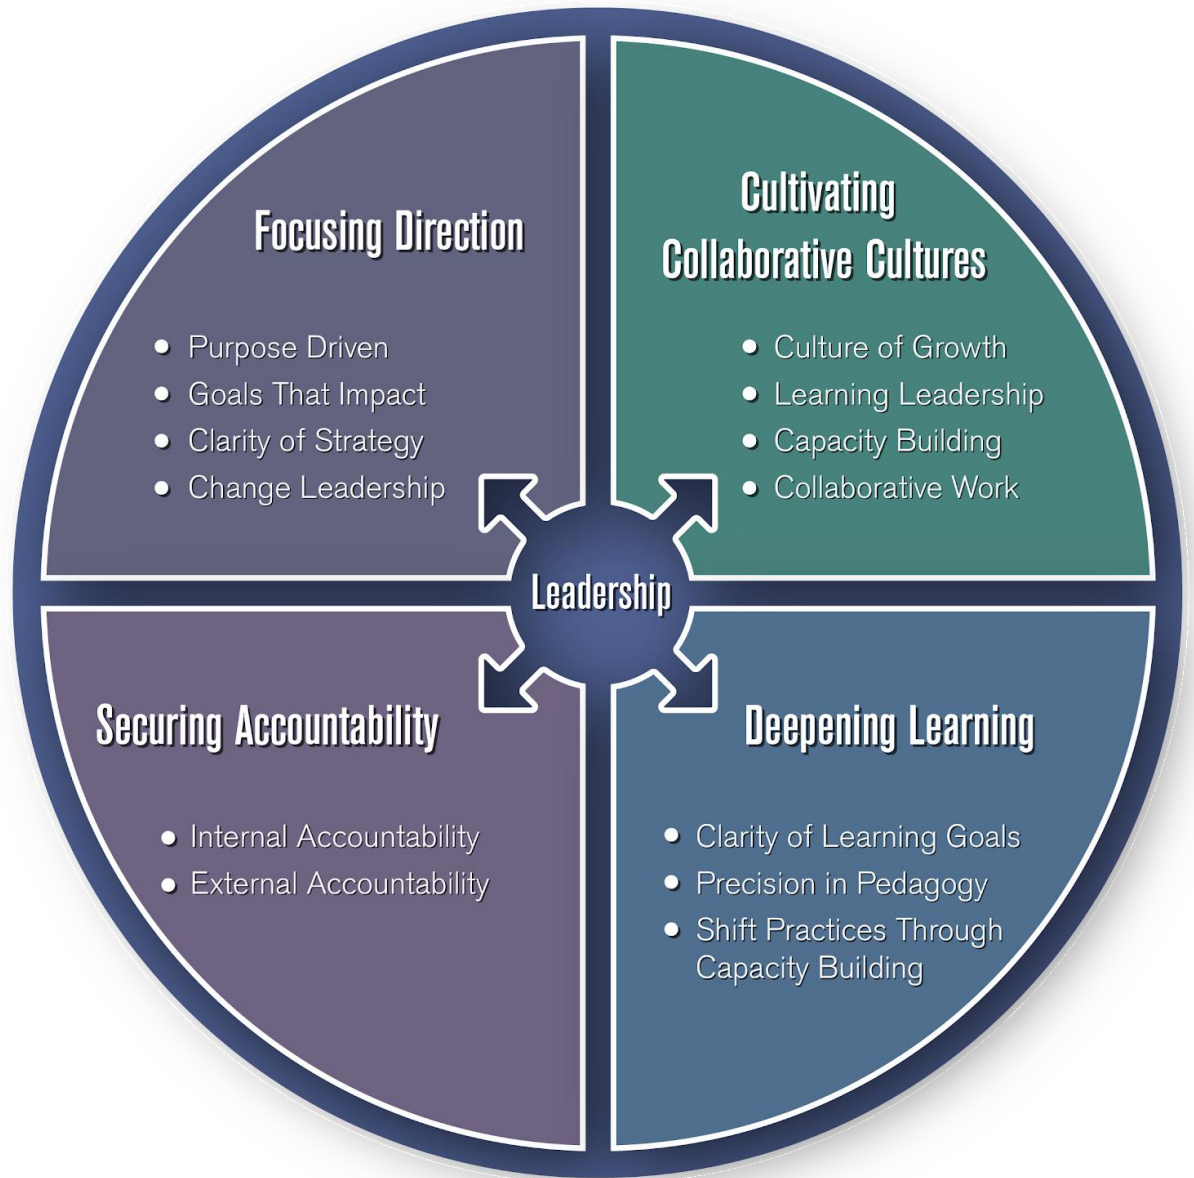 Focusing Direction
• Purpose Driven
• Goals That Impact
• Clarity of Strategy
• Change Leadership
Cultivating
Collaborative Cultures
• Culture of Growth
• Learning Leadership
• Capacity Building
• Collaborative Work
Leadership
Securing Accountability
• Internal Accountability
• External Accountability
Deepening Learning
• Clarity of Learning Goals
• Precision in Pedagogy
• Shift Practices Through
Capacity Building